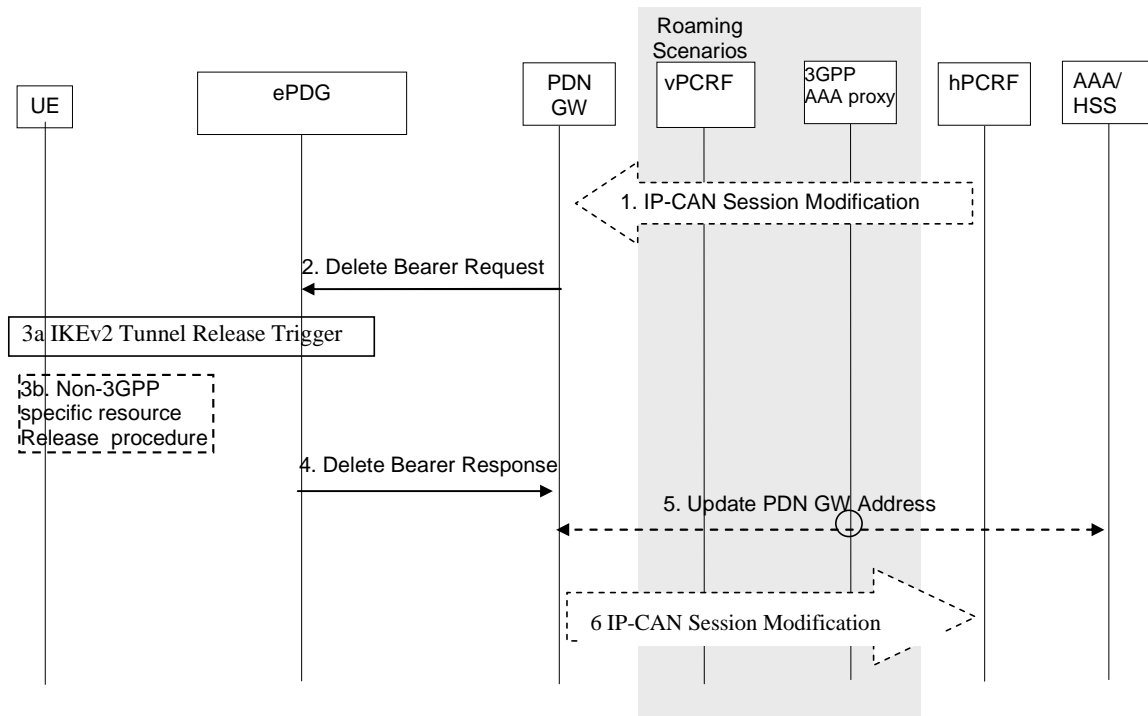 Roaming
Scenarios
UE
ePDG
PDN
GW
vPCRF
3GPP
AAA proxy
hPCRF
AAA/
HSS
1. IP-CAN Session Modification
2. Delete Bearer Request
3a IKEv2 Tunnel Release Trigger
3b. Non-3GPP
specific resource
Release procedure
4. Delete Bearer Response
5. Update PDN GW Address
6 IP-CAN Session Modification